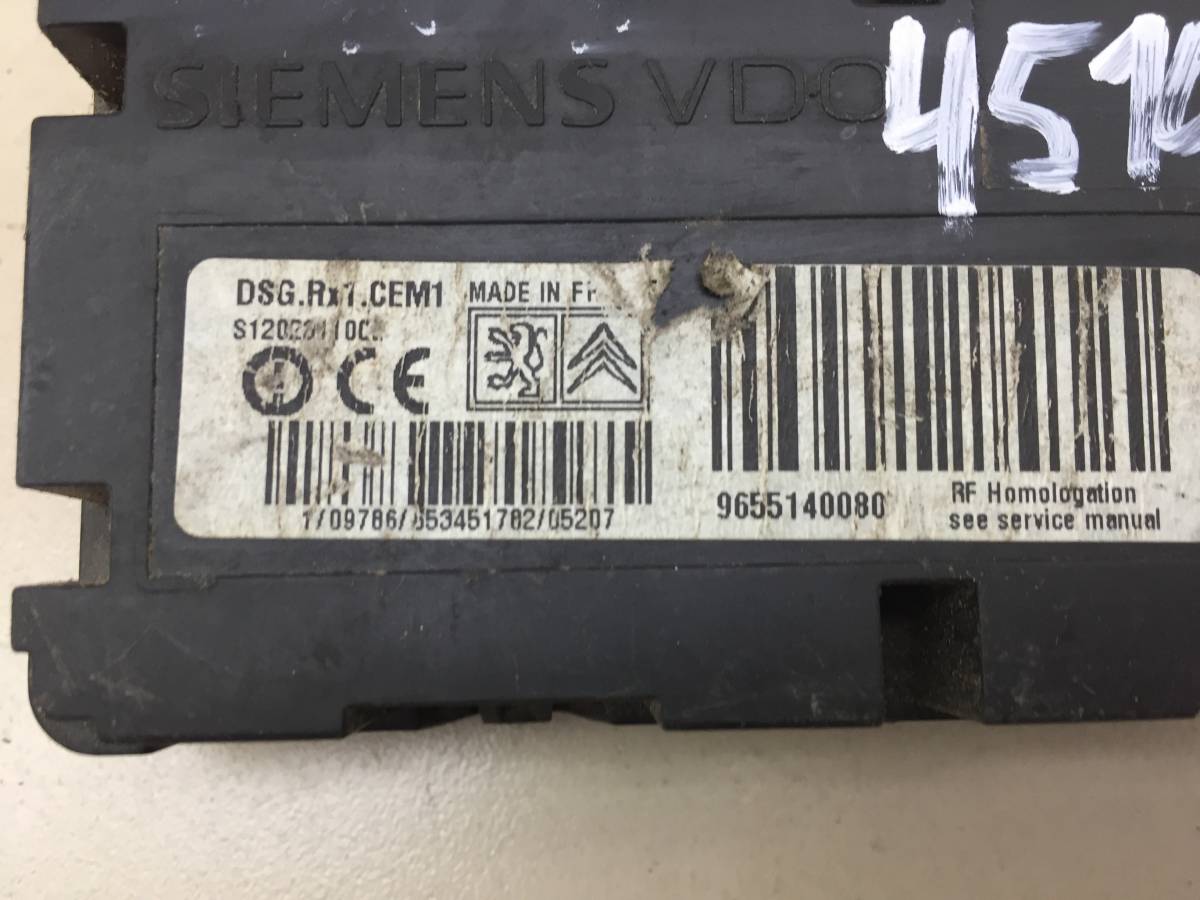 SIEMENS VDO
451
DSG.Rx1.CEM1 MADE IN
CE
9655140080
RF Homologation
see service manual